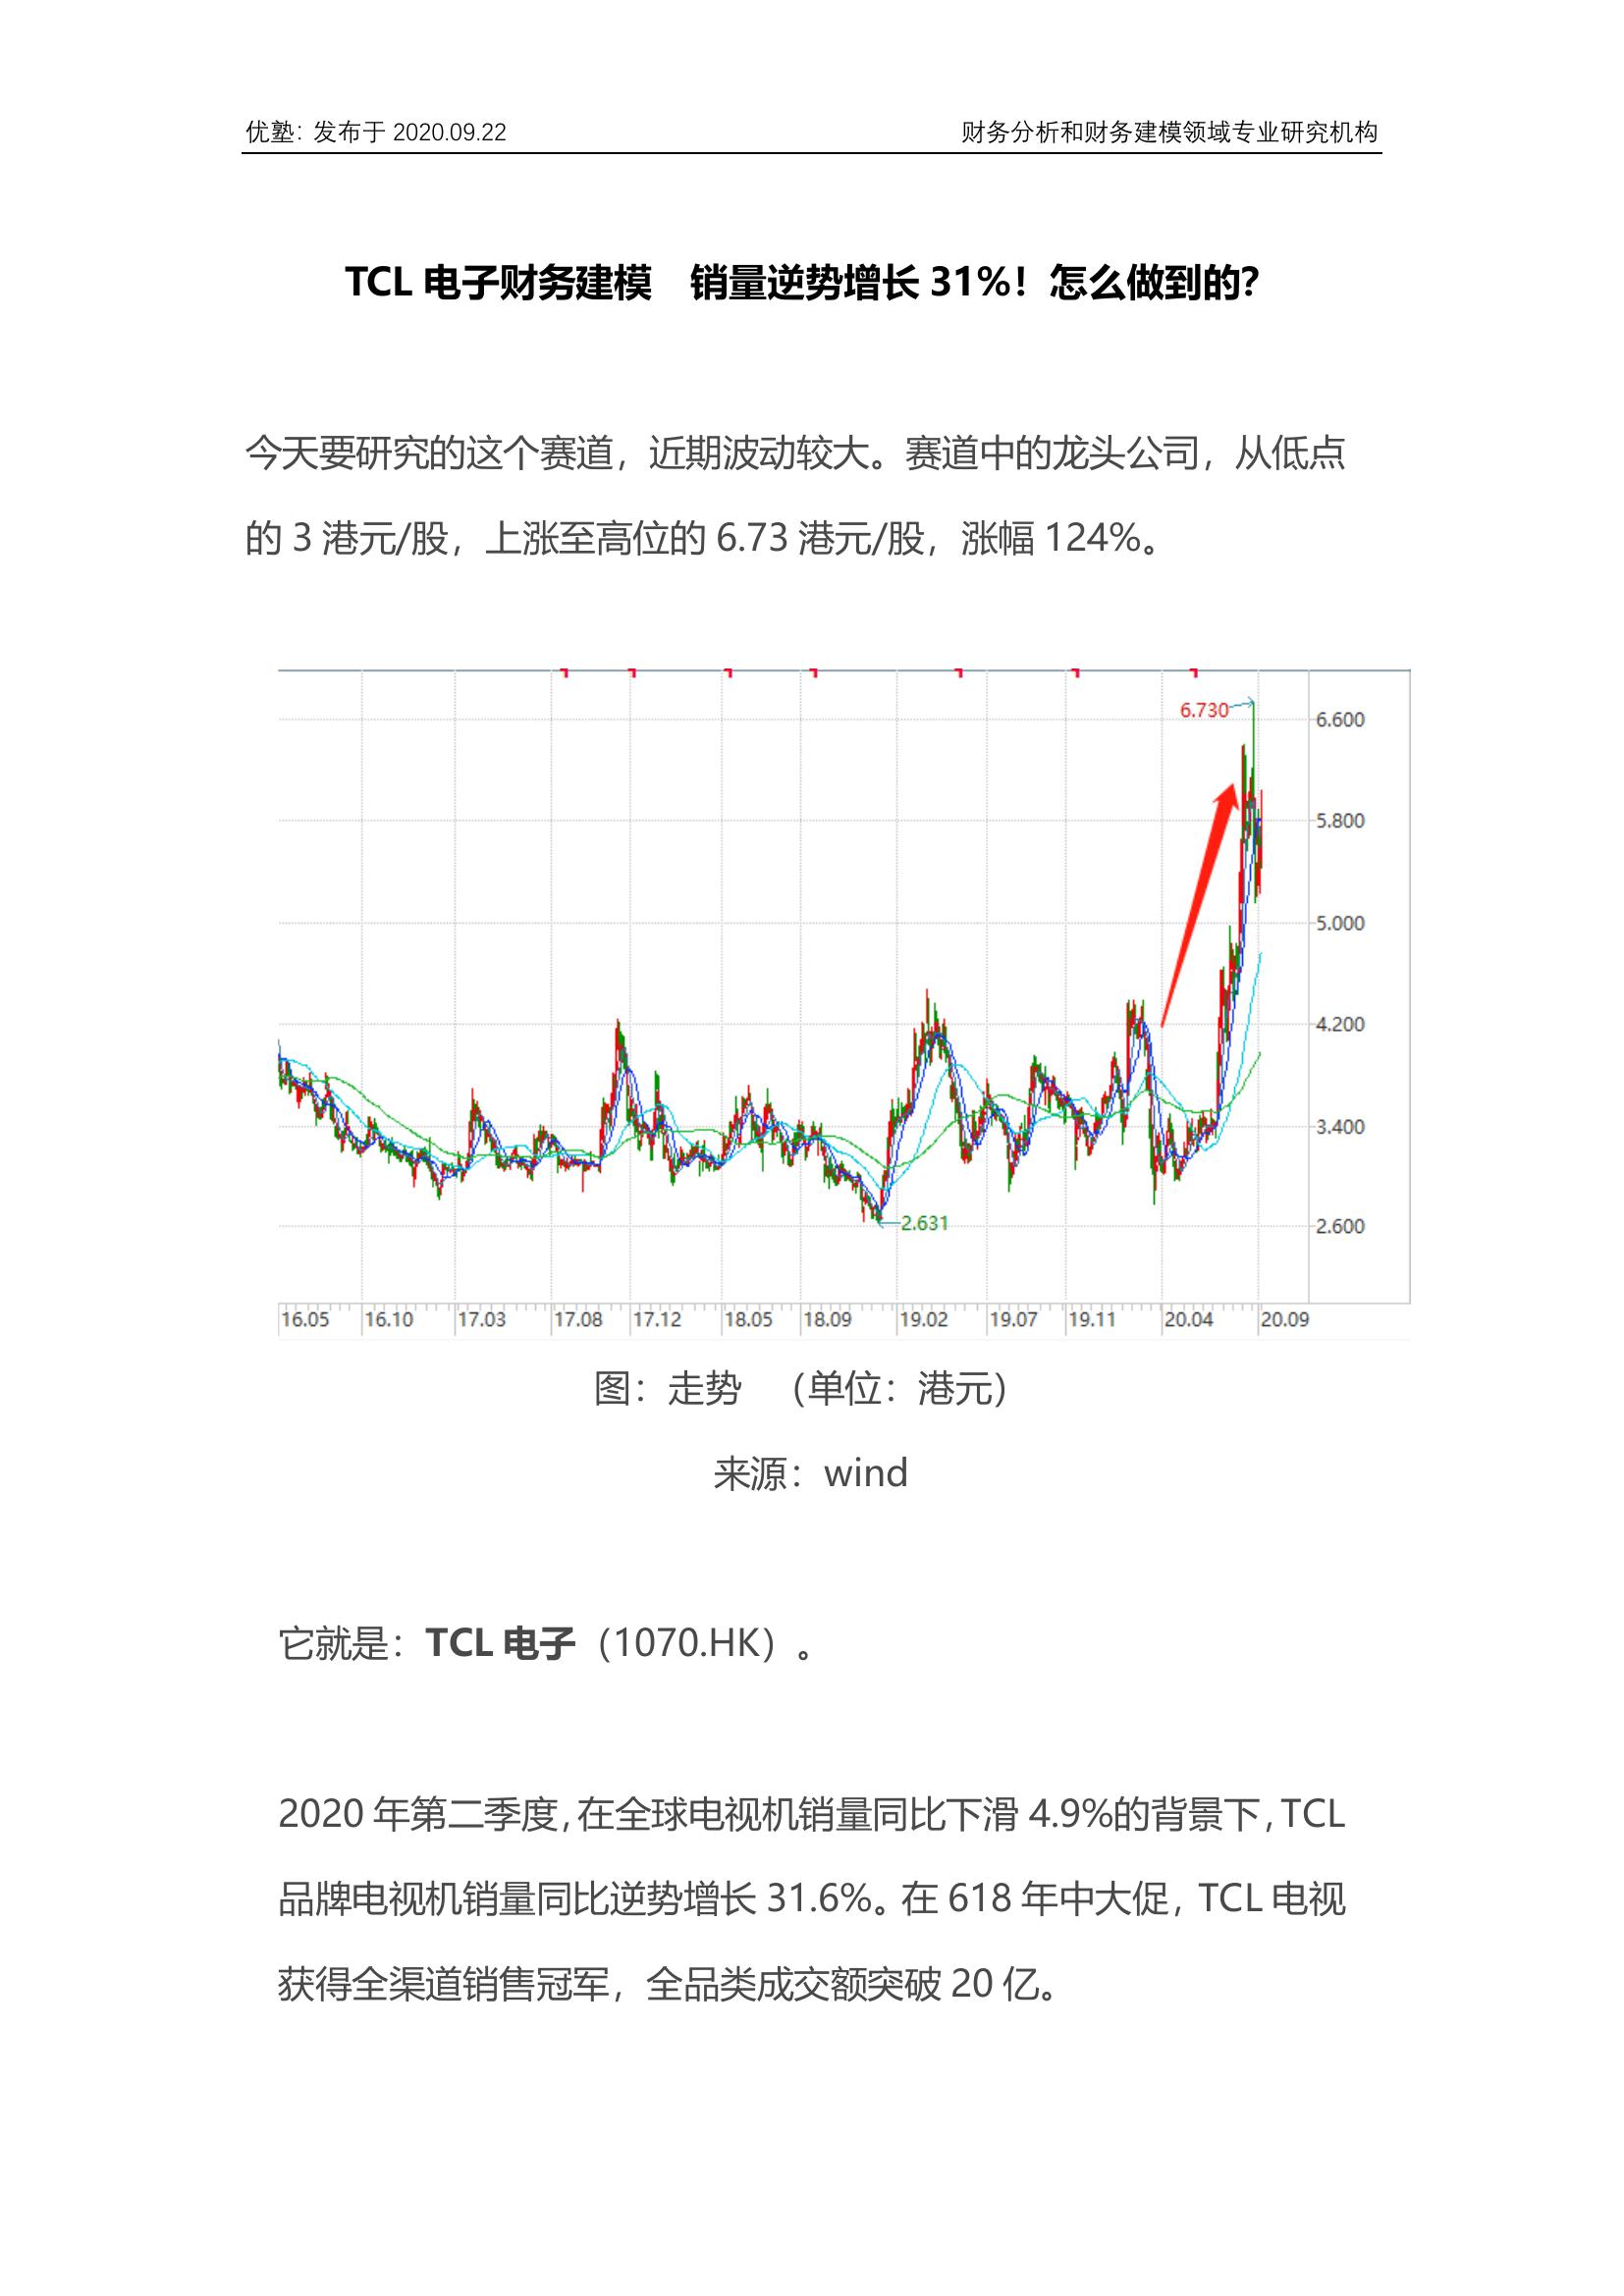 优塾：发布于 2020.09.22
财务分析和财务建模领域专业研究机构
TCL 电子财务建模　销量逆势增长 31%！怎么做到的？
今天要研究的这个赛道，近期波动较大。赛道中的龙头公司，从低点
的 3 港元/股，上涨至高位的 6.73 港元/股，涨幅 124%。
6.730
6.600
5.800
5.000
4.200
3.400
2.631
2.600
16.05 16.10 17.03 17.08 17.12 18.05 18.09 19.02 19.07 19.11 20.04 20.09
图：走势　（单位：港元）
来源：wind
它就是：TCL 电子（1070.HK）。
2020 年第二季度，在全球电视机销量同比下滑 4.9%的背景下，TCL
品牌电视机销量同比逆势增长 31.6%。在 618 年中大促，TCL 电视
获得全渠道销售冠军，全品类成交额突破 20 亿。